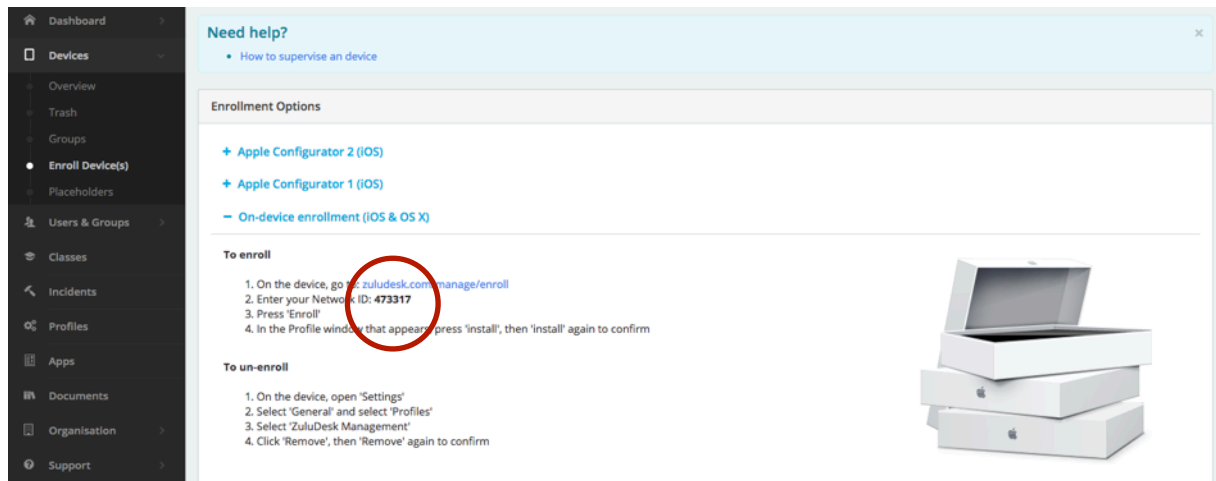 Dashboard
Devices
Overview
Trash
Groups
Enroll Device(s)
Placeholders
Users & Groups
Classes
Incidents
Profiles
Apps
Documents
Organisation
Support
Need help?
• How to supervise an device
Enrollment Options
+ Apple Configurator 2 (iOS)
+ Apple Configurator 1 (iOS)
− On-device enrollment (iOS & OS X)
To enroll
1. On the device, go to: zuludesk.com/manage/enroll
2. Enter your Network ID: 473317
3. Press 'Enroll'
4. In the Profile window that appears, press 'install', then 'install' again to confirm
To un-enroll
1. On the device, open 'Settings'
2. Select 'General' and select 'Profiles'
3. Select 'ZuluDesk Management'
4. Click 'Remove', then 'Remove' again to confirm